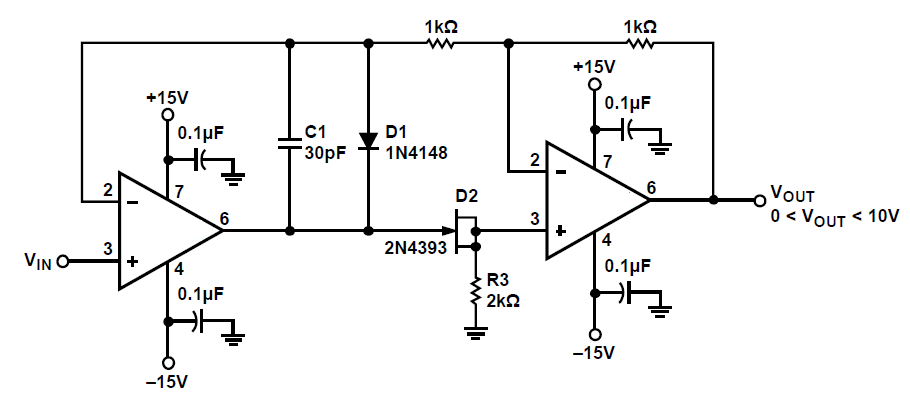 1kΩ
1kΩ
+15V
0.1µF
+15V
0.1µF
C1
30pF
D1
1N4148
2
7
6
3
4
VIN
0.1µF
–15V
D2
2N4393
R3
2kΩ
2
7
6
3
4
VOUT
0 < VOUT < 10V
0.1µF
–15V